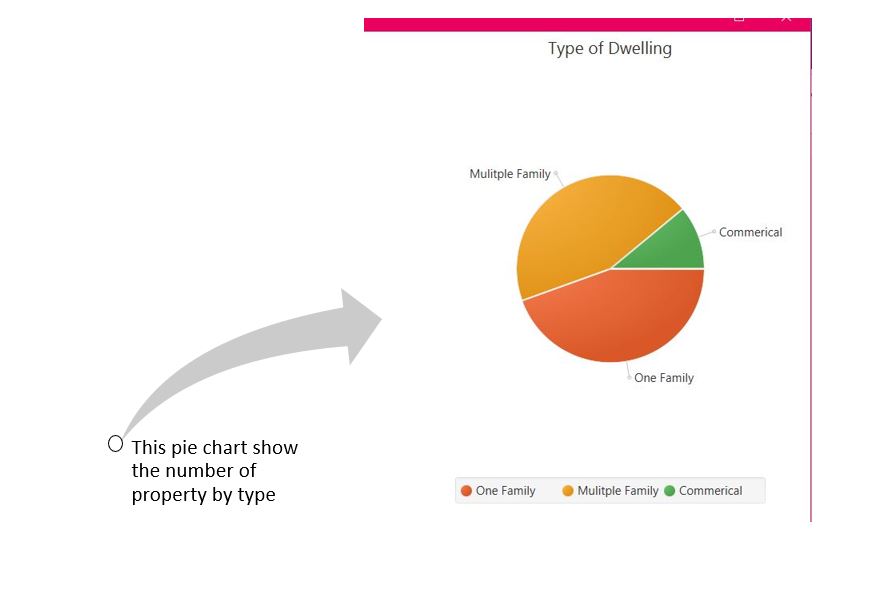 Type of Dwelling
Mulitple Family
Commerical
One Family
This pie chart show
the number of
property by type
One Family
Mulitple Family
Commerical